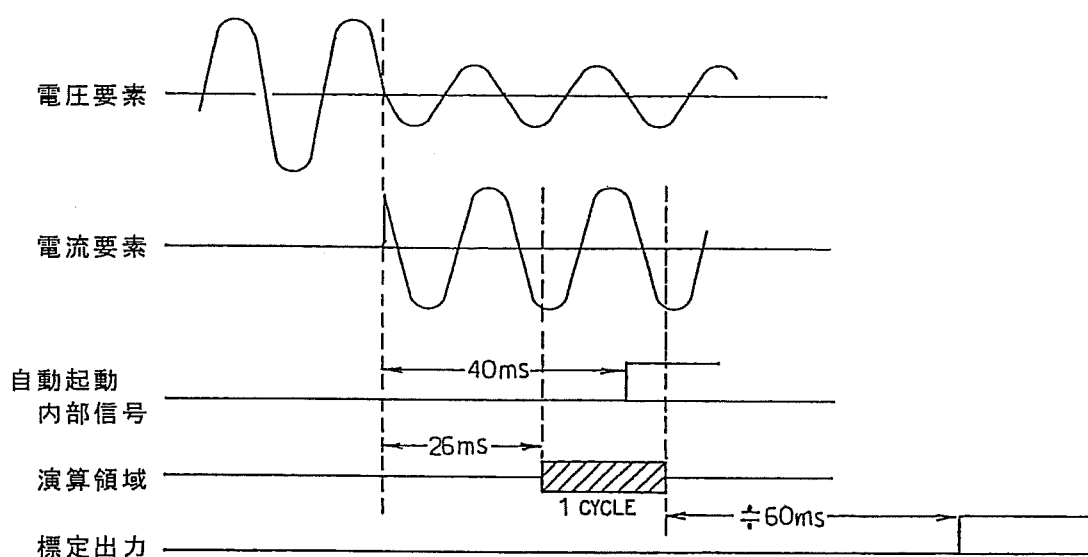 電圧要素
電流要素
40ms
自動起動
内部信号
26ms
演算領域
1 CYCLE
≒60ms
標定出力